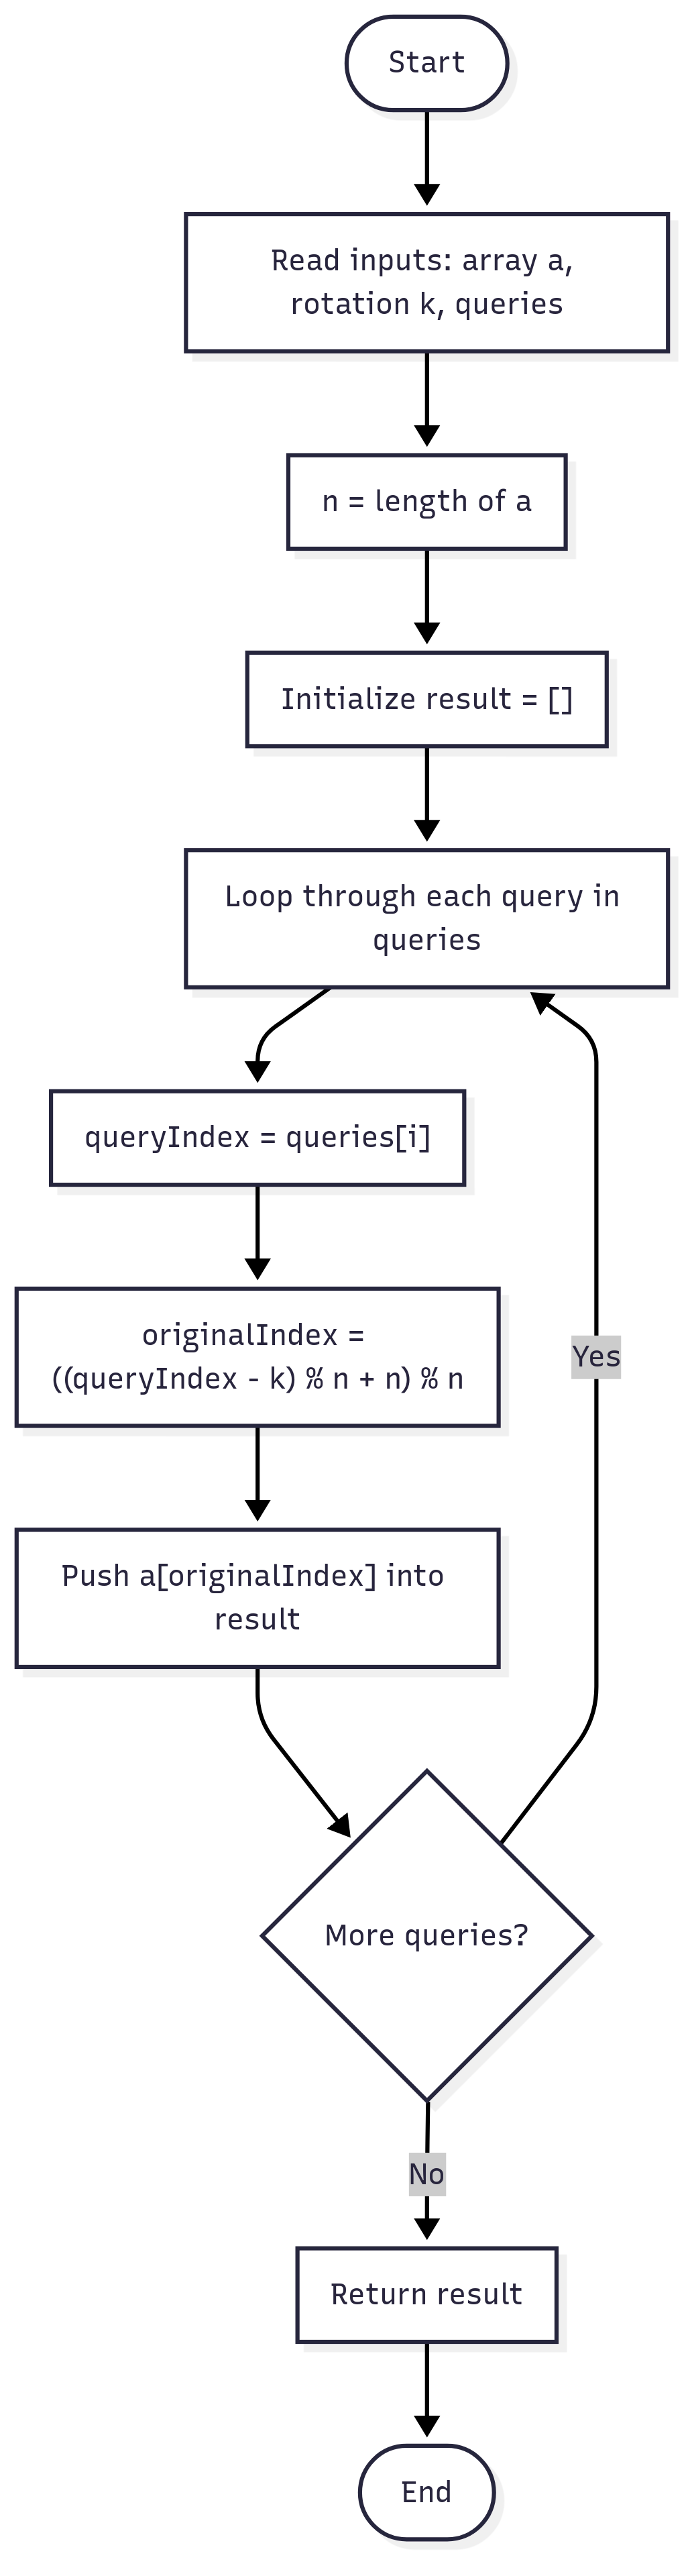 Start
Read inputs: array a,
rotation k, queries
n = length of a
Initialize result = []
Loop through each query in
queries
queryIndex = queries[i]
originalIndex =
((queryIndex - k) % n + n) % n
Yes
Push a[originalIndex] into
result
More queries?
No
Return result
End